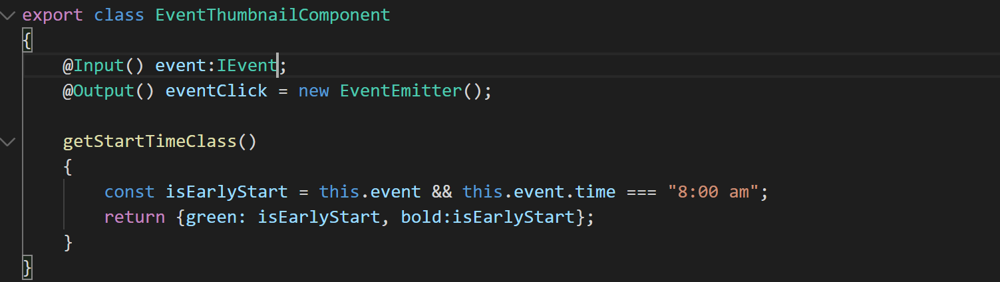 export class EventThumbnailComponent
{
@Input() event:IEvent;
@Output() eventClick = new EventEmitter();
getStartTimeClass()
{
const isEarlyStart = this.event && this.event.time === "8:00 am";
return {green: isEarlyStart, bold:isEarlyStart};
}
}